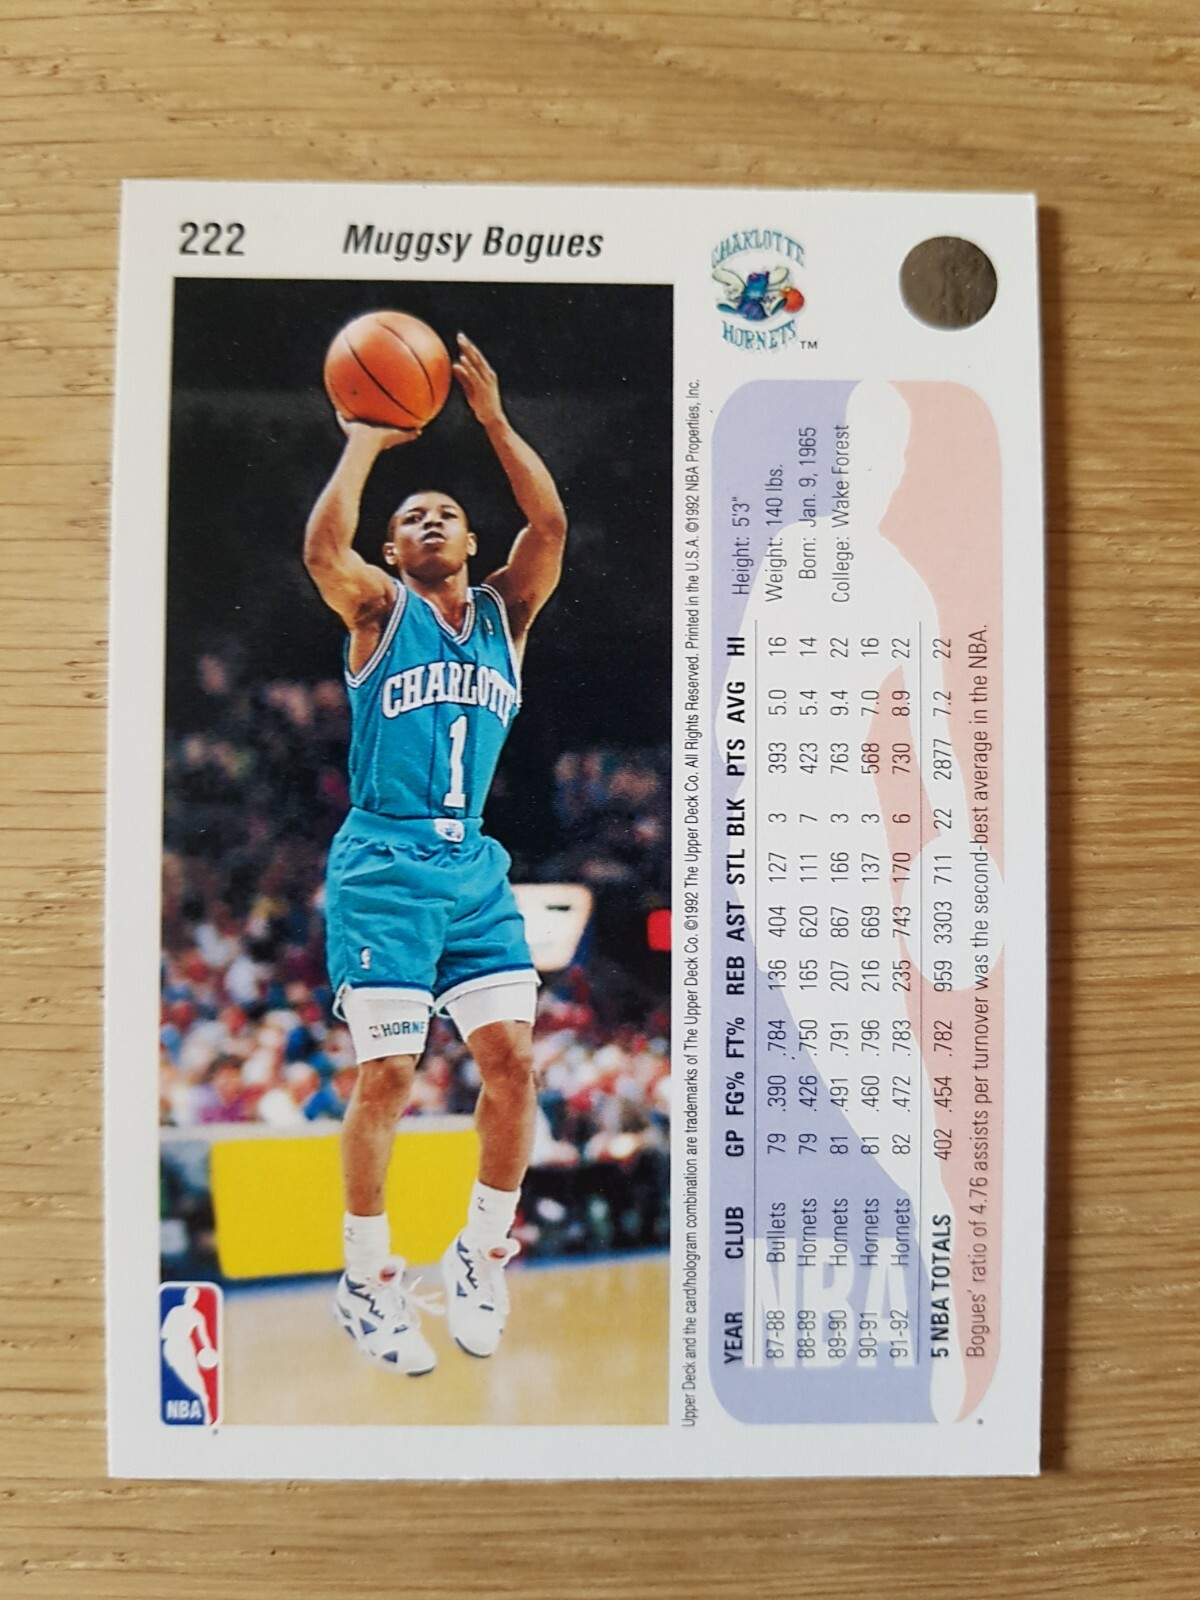 222
Muggsy Bogues
CHARLOTTE
HORNETS TM
CHARLOTT
1
HORNE
NBA
Upper Deck and the card/hologram combination are trademarks of The Upper Deck Co. ©1992 The Upper Deck Co. All Rights Reserved. Printed in the U.S.A. ©1992 NBA Properties, Inc.
Height: 5'3"
Weight: 140 lbs.
Born: Jan. 9, 1965
College: Wake Forest
YEAR CLUB GP FG% FT% REB AST STL BLK PTS AVG HI
87-88 Bullets 79 .390 .784 136 404 127 3 393 5.0 16
88-89 Hornets 79 .426 .750 165 620 111 7 423 5.4 14
89-90 Hornets 81 .491 .791 207 867 166 3 763 9.4 22
90-91 Hornets 81 .460 .796 216 669 137 3 568 7.0 16
91-92 Hornets 82 .472 .783 235 743 170 6 730 8.9 22
5 NBA TOTALS 402 .454 .782 959 3303 711 22 2877 7.2 22
Bogues' ratio of 4.76 assists per turnover was the second-best average in the NBA.
NBA